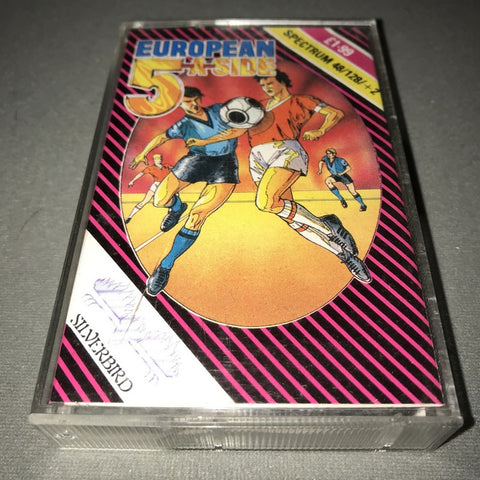 EUROPEAN
5-A-SIDE
£1·99
SPECTRUM 48/128/+2
SILVERBIRD